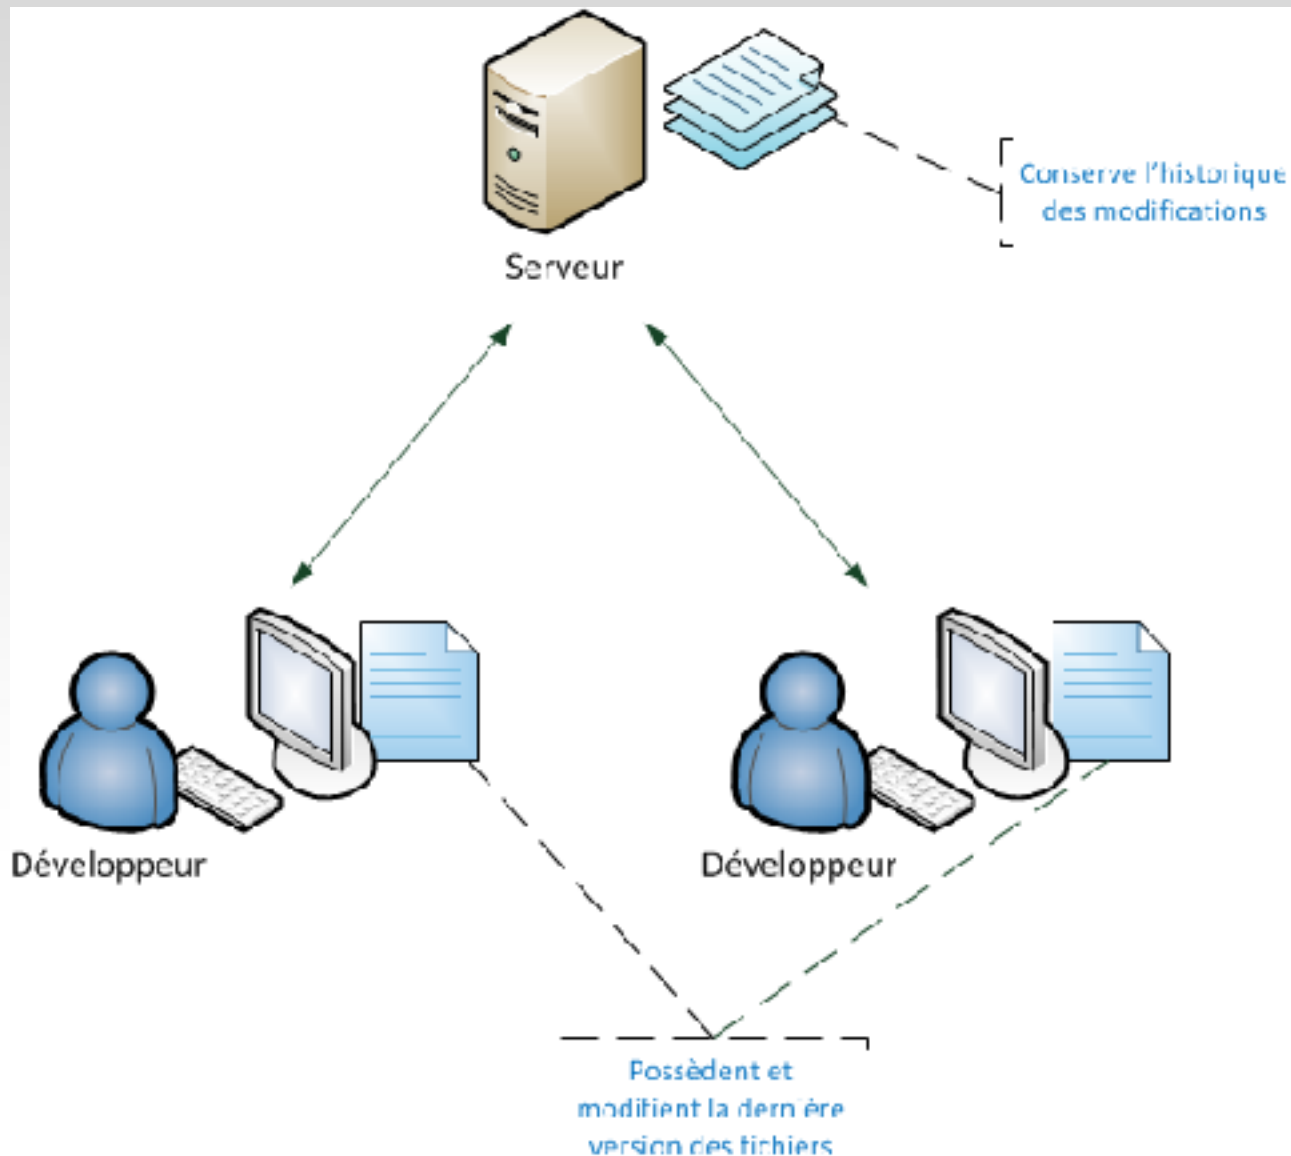 Conserve l'historique
des modifications
Serveur
Développeur
Développeur
Possèdent et
modifient la dernière
version des fichiers